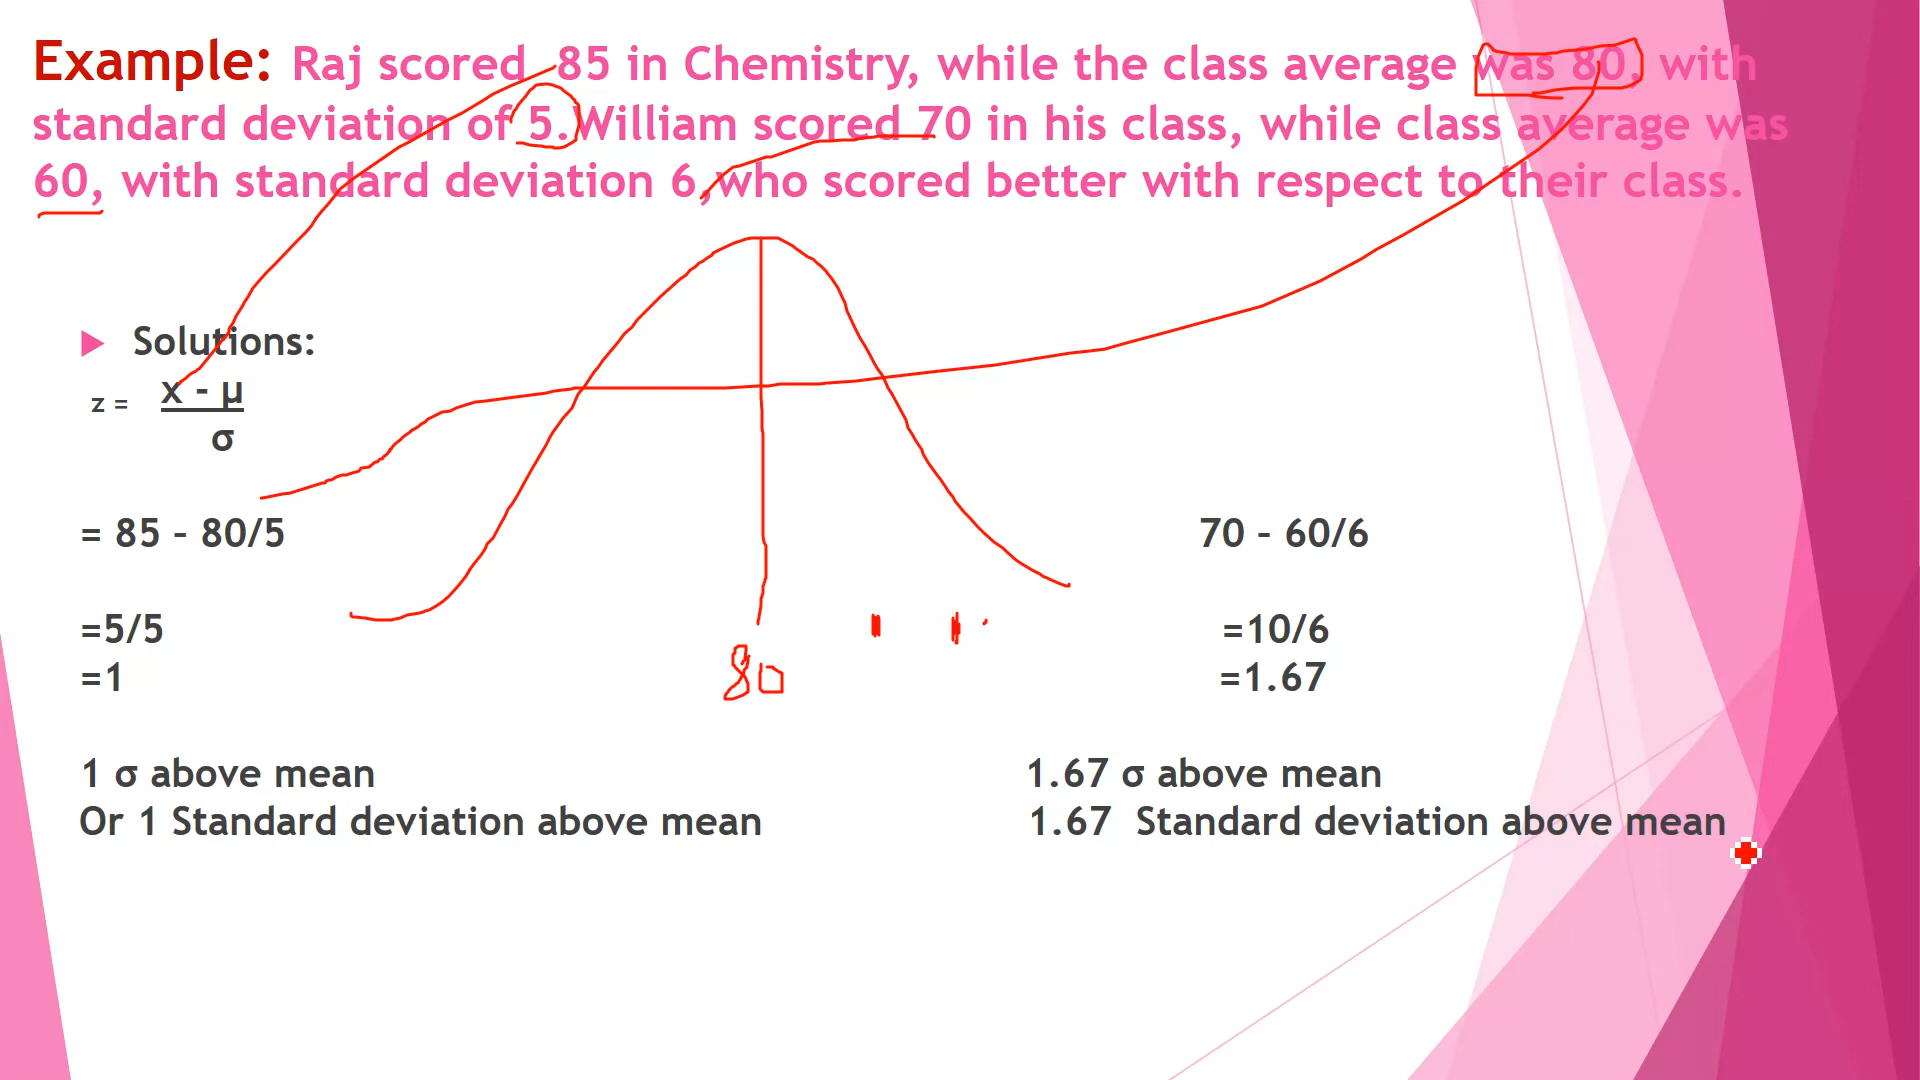 Example: Raj scored 85 in Chemistry, while the class average was 80, with
standard deviation of 5.William scored 70 in his class, while class average was
60, with standard deviation 6,who scored better with respect to their class.
Solutions:
z = x - µ
σ
= 85 – 80/5
70 – 60/6
=5/5
=10/6
80
=1
=1.67
1 σ above mean
1.67 σ above mean
Or 1 Standard deviation above mean
1.67 Standard deviation above mean